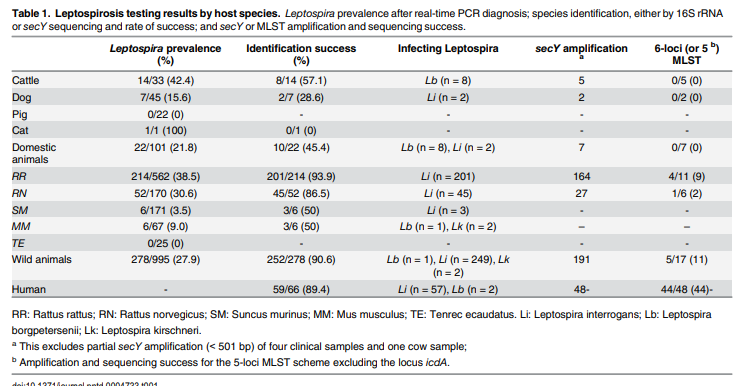 Table 1. Leptospirosis testing results by host species. Leptospira prevalence after real-time PCR diagnosis; species identification, either by 16S rRNA
or secY sequencing and rate of success; and secY or MLST amplification and sequencing success.
Leptospira prevalence (%) Identification success (%) Infecting Leptospira secY amplification a 6-loci (or 5 b) MLST
Cattle 14/33 (42.4) 8/14 (57.1) Lb (n = 8) 5 0/5 (0)
Dog 7/45 (15.6) 2/7 (28.6) Li (n = 2) 2 0/2 (0)
Pig 0/22 (0) - - - -
Cat 1/1 (100) 0/1 (0) - - -
Domestic animals 22/101 (21.8) 10/22 (45.4) Lb (n = 8), Li (n = 2) 7 0/7 (0)
RR 214/562 (38.5) 201/214 (93.9) Li (n = 201) 164 4/11 (9)
RN 52/170 (30.6) 45/52 (86.5) Li (n = 45) 27 1/6 (2)
SM 6/171 (3.5) 3/6 (50) Li (n = 3) - -
MM 6/67 (9.0) 3/6 (50) Lb (n = 1), Lk (n = 2) – –
TE 0/25 (0) - - - -
Wild animals 278/995 (27.9) 252/278 (90.6) Lb (n = 1), Li (n = 249), Lk (n = 2) 191 5/17 (11)
Human - 59/66 (89.4) Li (n = 57), Lb (n = 2) 48- 44/48 (44)-
RR: Rattus rattus; RN: Rattus norvegicus; SM: Suncus murinus; MM: Mus musculus; TE: Tenrec ecaudatus. Li: Leptospira interrogans; Lb: Leptospira
borgpetersenii; Lk: Leptospira kirschneri.
a This excludes partial secY amplification (< 501 bp) of four clinical samples and one cow sample;
b Amplification and sequencing success for the 5-loci MLST scheme excluding the locus icdA.